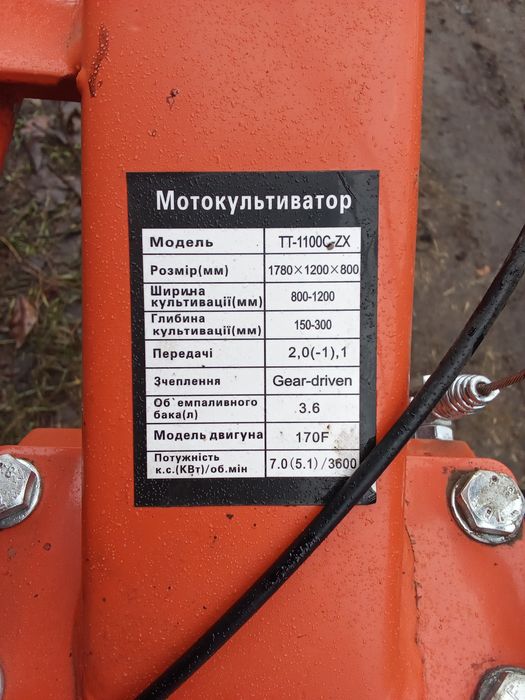 Мотокультиватор
Модель TT-1100C-ZX
Розмір(мм) 1780×1200×800
Ширина
культивації(мм) 800-1200
Глибина
культивації(мм) 150-300
Передачі 2,0(-1),1
Зчеплення Gear-driven
Об`емпаливного
бака(л) 3.6
Модель двигуна 170F
Потужність
к.с.(КВт)/об.мін 7.0(5.1)/3600